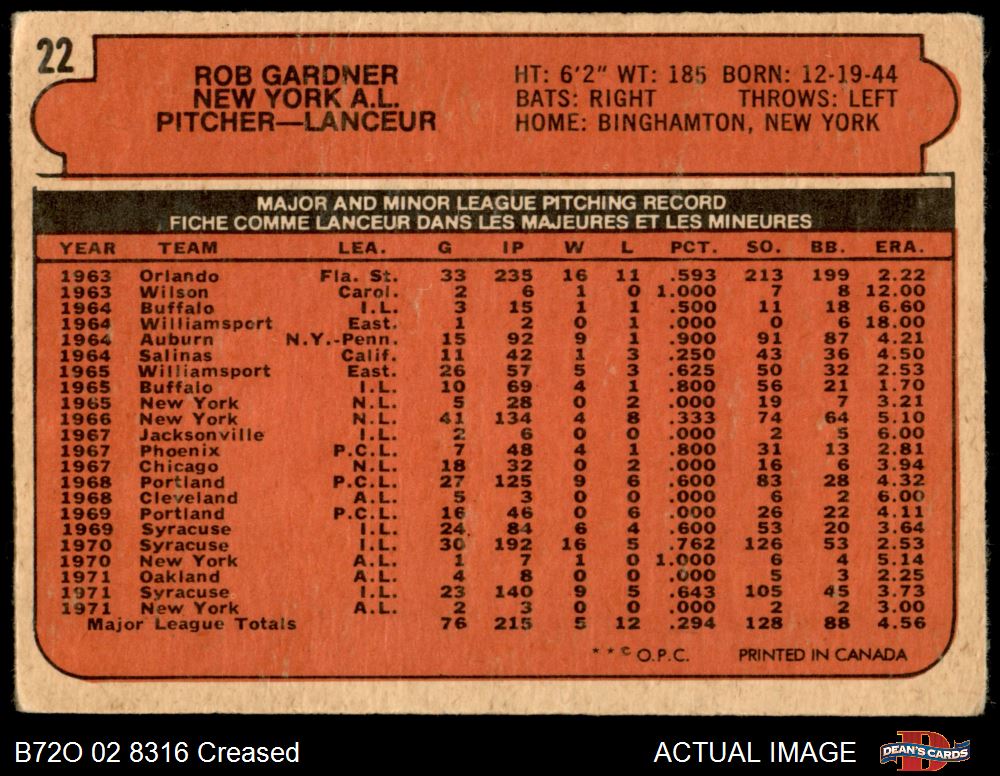 22
ROB GARDNER
NEW YORK A.L.
PITCHER—LANCEUR
HT: 6'2" WT: 185 BORN: 12-19-44
BATS: RIGHT THROWS: LEFT
HOME: BINGHAMTON, NEW YORK
MAJOR AND MINOR LEAGUE PITCHING RECORD
FICHE COMME LANCEUR DANS LES MAJEURES ET LES MINEURES
YEAR TEAM LEA. G IP W L PCT. SO. BB. ERA.
1963 Orlando Fla. St. 33 235 16 11 .593 213 199 2.22
1963 Wilson Carol. 2 6 1 0 1.000 7 8 12.00
1964 Buffalo I.L. 3 15 1 1 .500 11 18 6.60
1964 Williamsport East. 1 2 0 1 .000 0 6 18.00
1964 Auburn N.Y.-Penn. 15 92 9 1 .900 91 87 4.21
1964 Salinas Calif. 11 42 1 3 .250 43 36 4.50
1965 Williamsport East. 26 57 5 3 .625 50 32 2.53
1965 Buffalo I.L. 10 69 4 1 .800 56 21 1.70
1965 New York N.L. 5 28 0 2 .000 19 7 3.21
1966 New York N.L. 41 134 4 8 .333 74 64 5.10
1967 Jacksonville I.L. 2 6 0 0 .000 2 5 6.00
1967 Phoenix P.C.L. 7 48 4 1 .800 31 13 2.81
1967 Chicago N.L. 18 32 0 2 .000 16 6 3.94
1968 Portland P.C.L. 27 125 9 6 .600 83 28 4.32
1968 Cleveland A.L. 5 3 0 0 .000 6 2 6.00
1969 Portland P.C.L. 16 46 0 6 .000 26 22 4.11
1969 Syracuse I.L. 24 84 6 4 .600 53 20 3.64
1970 Syracuse I.L. 30 192 16 5 .762 126 53 2.53
1970 New York A.L. 1 7 1 0 1.000 6 4 5.14
1971 Oakland A.L. 4 8 0 0 .000 5 3 2.25
1971 Syracuse I.L. 23 140 9 5 .643 105 45 3.73
1971 New York A.L. 2 3 0 0 .000 2 2 3.00
Major League Totals 76 215 5 12 .294 128 88 4.56
* * © O.P.C. PRINTED IN CANADA
B72O 02 8316 Creased ACTUAL IMAGE DEAN'S CARDS